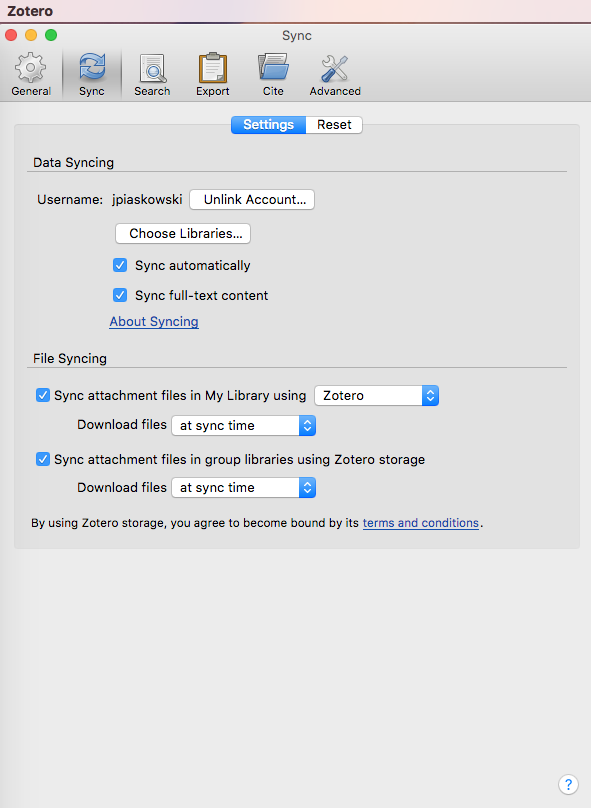 Zotero
Sync
General Sync Search Export Cite Advanced
Settings Reset
Data Syncing
Username: jpiaskowski Unlink Account...
Choose Libraries...
Sync automatically
Sync full-text content
About Syncing
File Syncing
Sync attachment files in My Library using Zotero
Download files at sync time
Sync attachment files in group libraries using Zotero storage
Download files at sync time
By using Zotero storage, you agree to become bound by its terms and conditions.
?